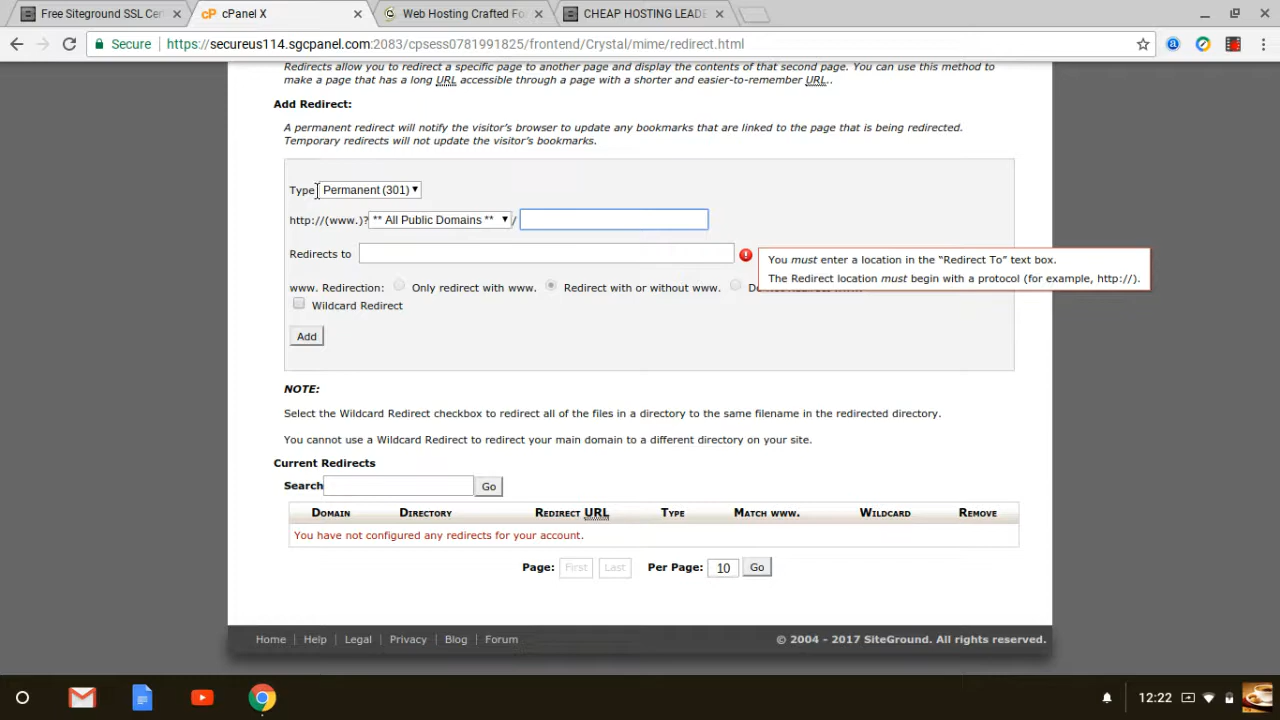 Free Siteground SSL Cer
cPanel X
Web Hosting Crafted Fo
CHEAP HOSTING LEADE
Secure https://secureus114.sgcpanel.com:2083/cpsess0781991825/frontend/Crystal/mime/redirect.html
Redirects allow you to redirect a specific page to another page and display the contents of that second page. You can use this method to
make a page that has a long URL accessible through a page with a shorter and easier-to-remember URL..
Add Redirect:
A permanent redirect will notify the visitor's browser to update any bookmarks that are linked to the page that is being redirected.
Temporary redirects will not update the visitor's bookmarks.
Type Permanent (301)
http://(www.)? ** All Public Domains ** /
Redirects to
You must enter a location in the “Redirect To” text box.
The Redirect location must begin with a protocol (for example, http://).
www. Redirection: Only redirect with www. Redirect with or without www.
Wildcard Redirect
Add
NOTE:
Select the Wildcard Redirect checkbox to redirect all of the files in a directory to the same filename in the redirected directory.
You cannot use a Wildcard Redirect to redirect your main domain to a different directory on your site.
Current Redirects
Search Go
Domain Directory Redirect URL Type Match www. Wildcard Remove
You have not configured any redirects for your account.
Page: First Last Per Page: 10 Go
Home | Help | Legal | Privacy | Blog | Forum © 2004 - 2017 SiteGround. All rights reserved.
12:22